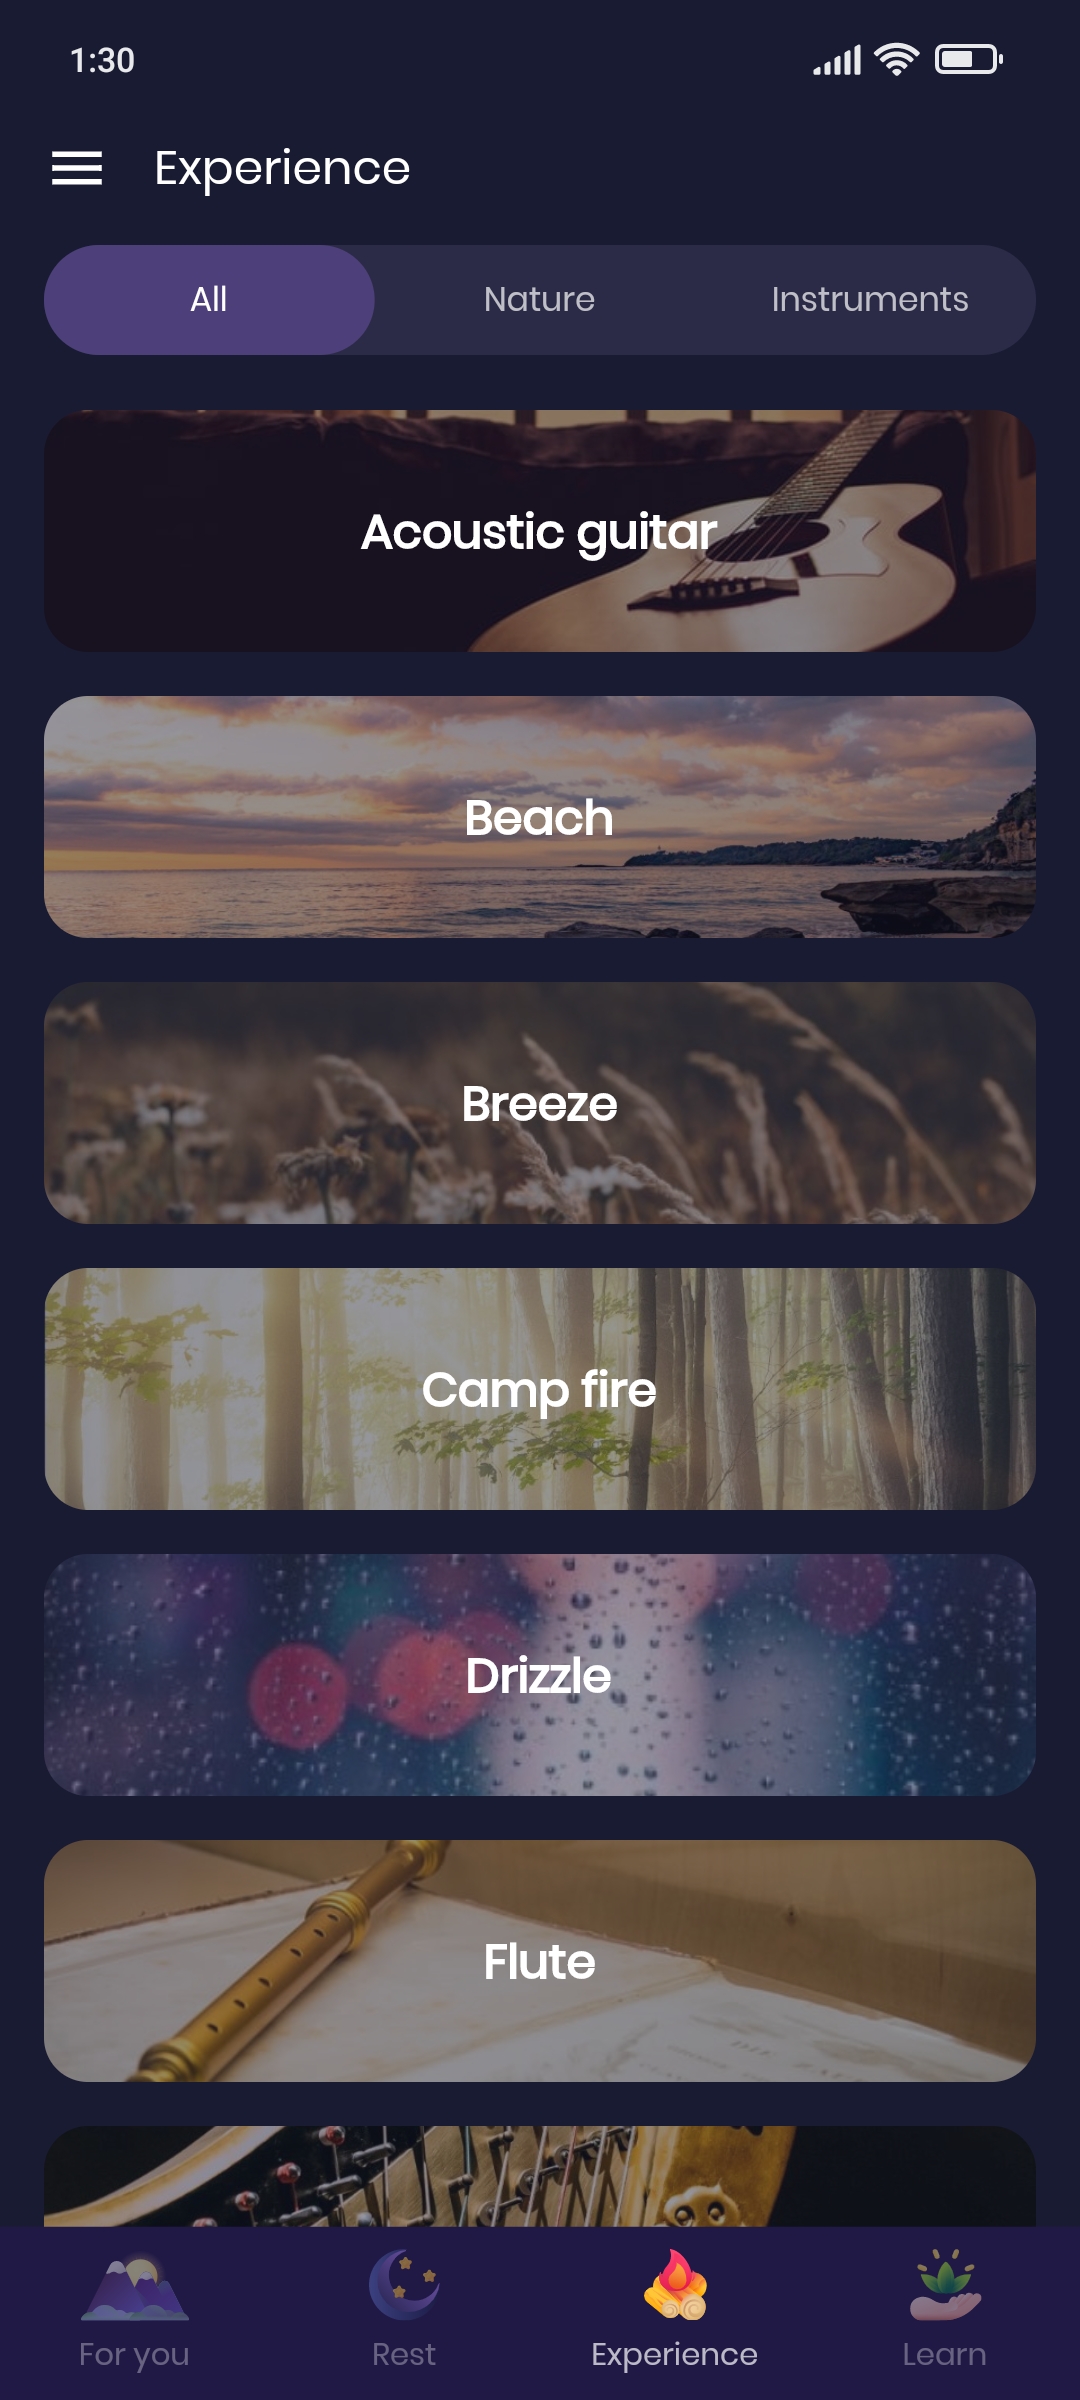 1:30
Experience
All
Nature
Instruments
Acoustic guitar
Beach
Breeze
Camp fire
Drizzle
Flute
For you
Rest
Experience
Learn